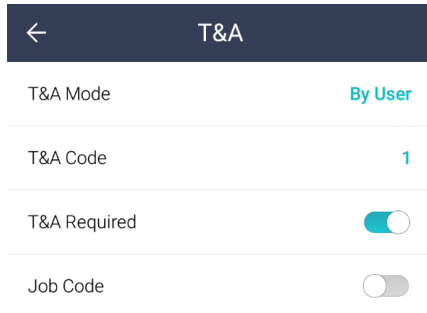 T&A
T&A Mode By User
T&A Code 1
T&A Required
Job Code